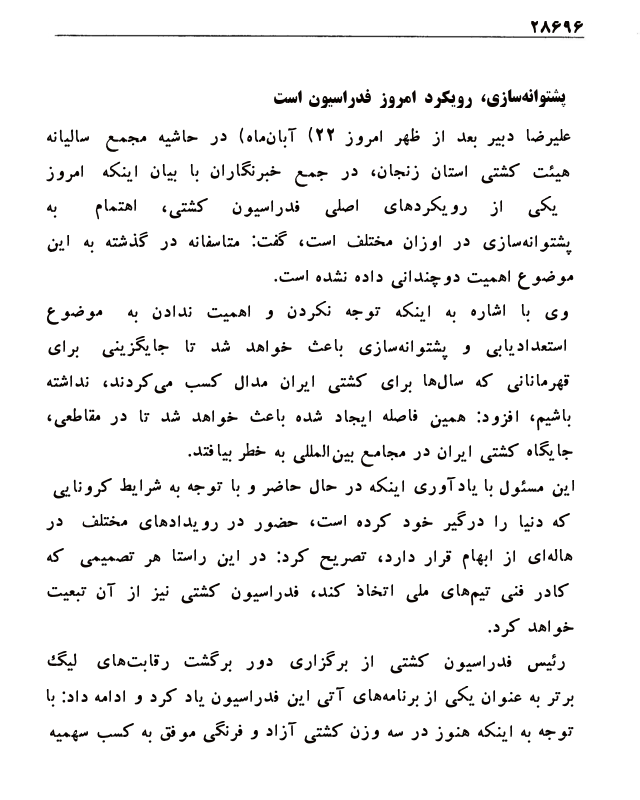 ۲۸۶۹۶
پشتوانه‌سازی، رویکرد امروز فدراسیون است
علیرضا دبیر بعد از ظهر امروز ۲۲) آبان‌ماه) در حاشیه مجمع سالیانه
هیئت کشتی استان زنجان، در جمع خبرنگاران با بیان اینکه امروز
یکی از رویکردهای اصلی فدراسیون کشتی، اهتمام به
پشتوانه‌سازی در اوزان مختلف است، گفت: متاسفانه در گذشته به این
موضوع اهمیت دوچندانی داده نشده است.
وی با اشاره به اینکه توجه نکردن و اهمیت ندادن به موضوع
استعدادیابی و پشتوانه‌سازی باعث خواهد شد تا جایگزینی برای
قهرمانانی که سال‌ها برای کشتی ایران مدال کسب می‌کردند، نداشته
باشیم، افزود: همین فاصله ایجاد شده باعث خواهد شد تا در مقاطعی،
جایگاه کشتی ایران در مجامع بین‌المللی به خطر بیافتد.
این مسئول با یادآوری اینکه در حال حاضر و با توجه به شرایط کرونایی
که دنیا را درگیر خود کرده است، حضور در رویدادهای مختلف در
هاله‌ای از ابهام قرار دارد، تصریح کرد: در این راستا هر تصمیمی که
کادر فنی تیم‌های ملی اتخاذ کند، فدراسیون کشتی نیز از آن تبعیت
خواهد کرد.
رئیس فدراسیون کشتی از برگزاری دور برگشت رقابت‌های لیگ
برتر به عنوان یکی از برنامه‌های آتی این فدراسیون یاد کرد و ادامه داد: با
توجه به اینکه هنوز در سه وزن کشتی آزاد و فرنگی موفق به کسب سهمیه